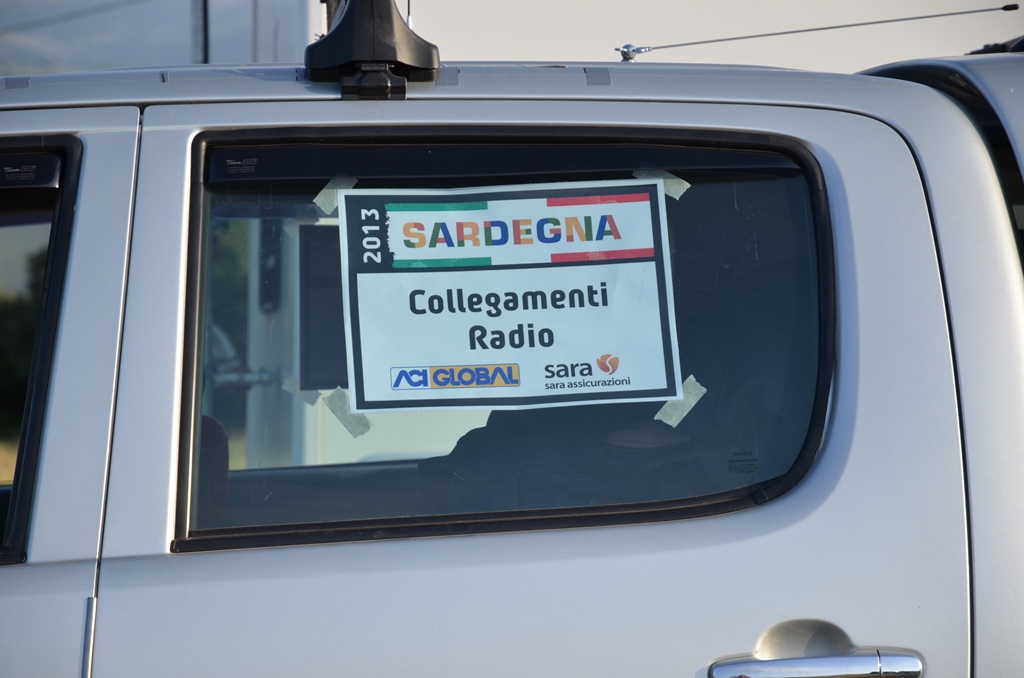 2013
SARDEGNA
Collegamenti
Radio
ACI GLOBAL
sara
sara assicurazioni